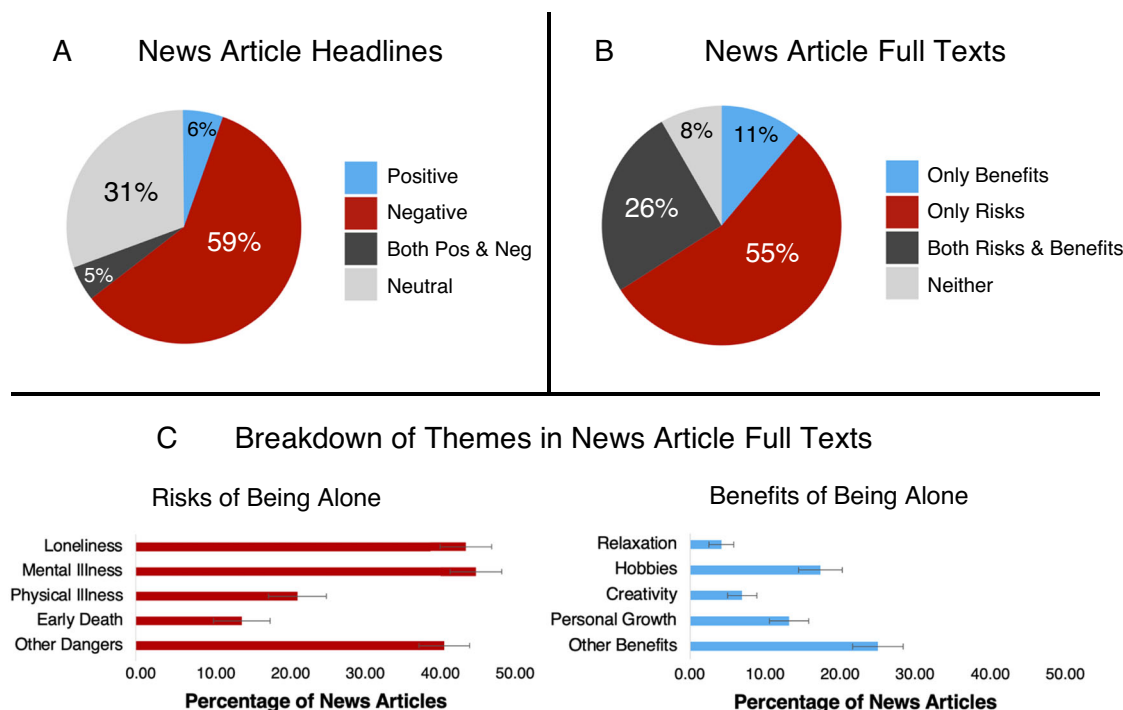 A News Article Headlines
6%
31%
59%
5%
Positive
Negative
Both Pos & Neg
Neutral
B News Article Full Texts
8%
11%
26%
55%
Only Benefits
Only Risks
Both Risks & Benefits
Neither
C Breakdown of Themes in News Article Full Texts
Risks of Being Alone
Loneliness
Mental Illness
Physical Illness
Early Death
Other Dangers
0.00 10.00 20.00 30.00 40.00 50.00
Percentage of News Articles
Benefits of Being Alone
Relaxation
Hobbies
Creativity
Personal Growth
Other Benefits
0.00 10.00 20.00 30.00 40.00 50.00
Percentage of News Articles